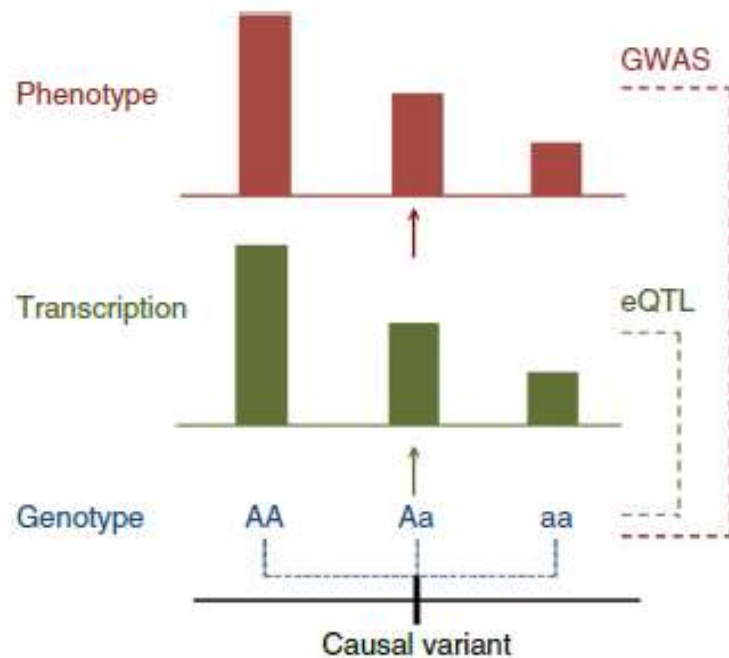 GWAS
Phenotype
eQTL
Transcription
Genotype AA Aa aa
Causal variant